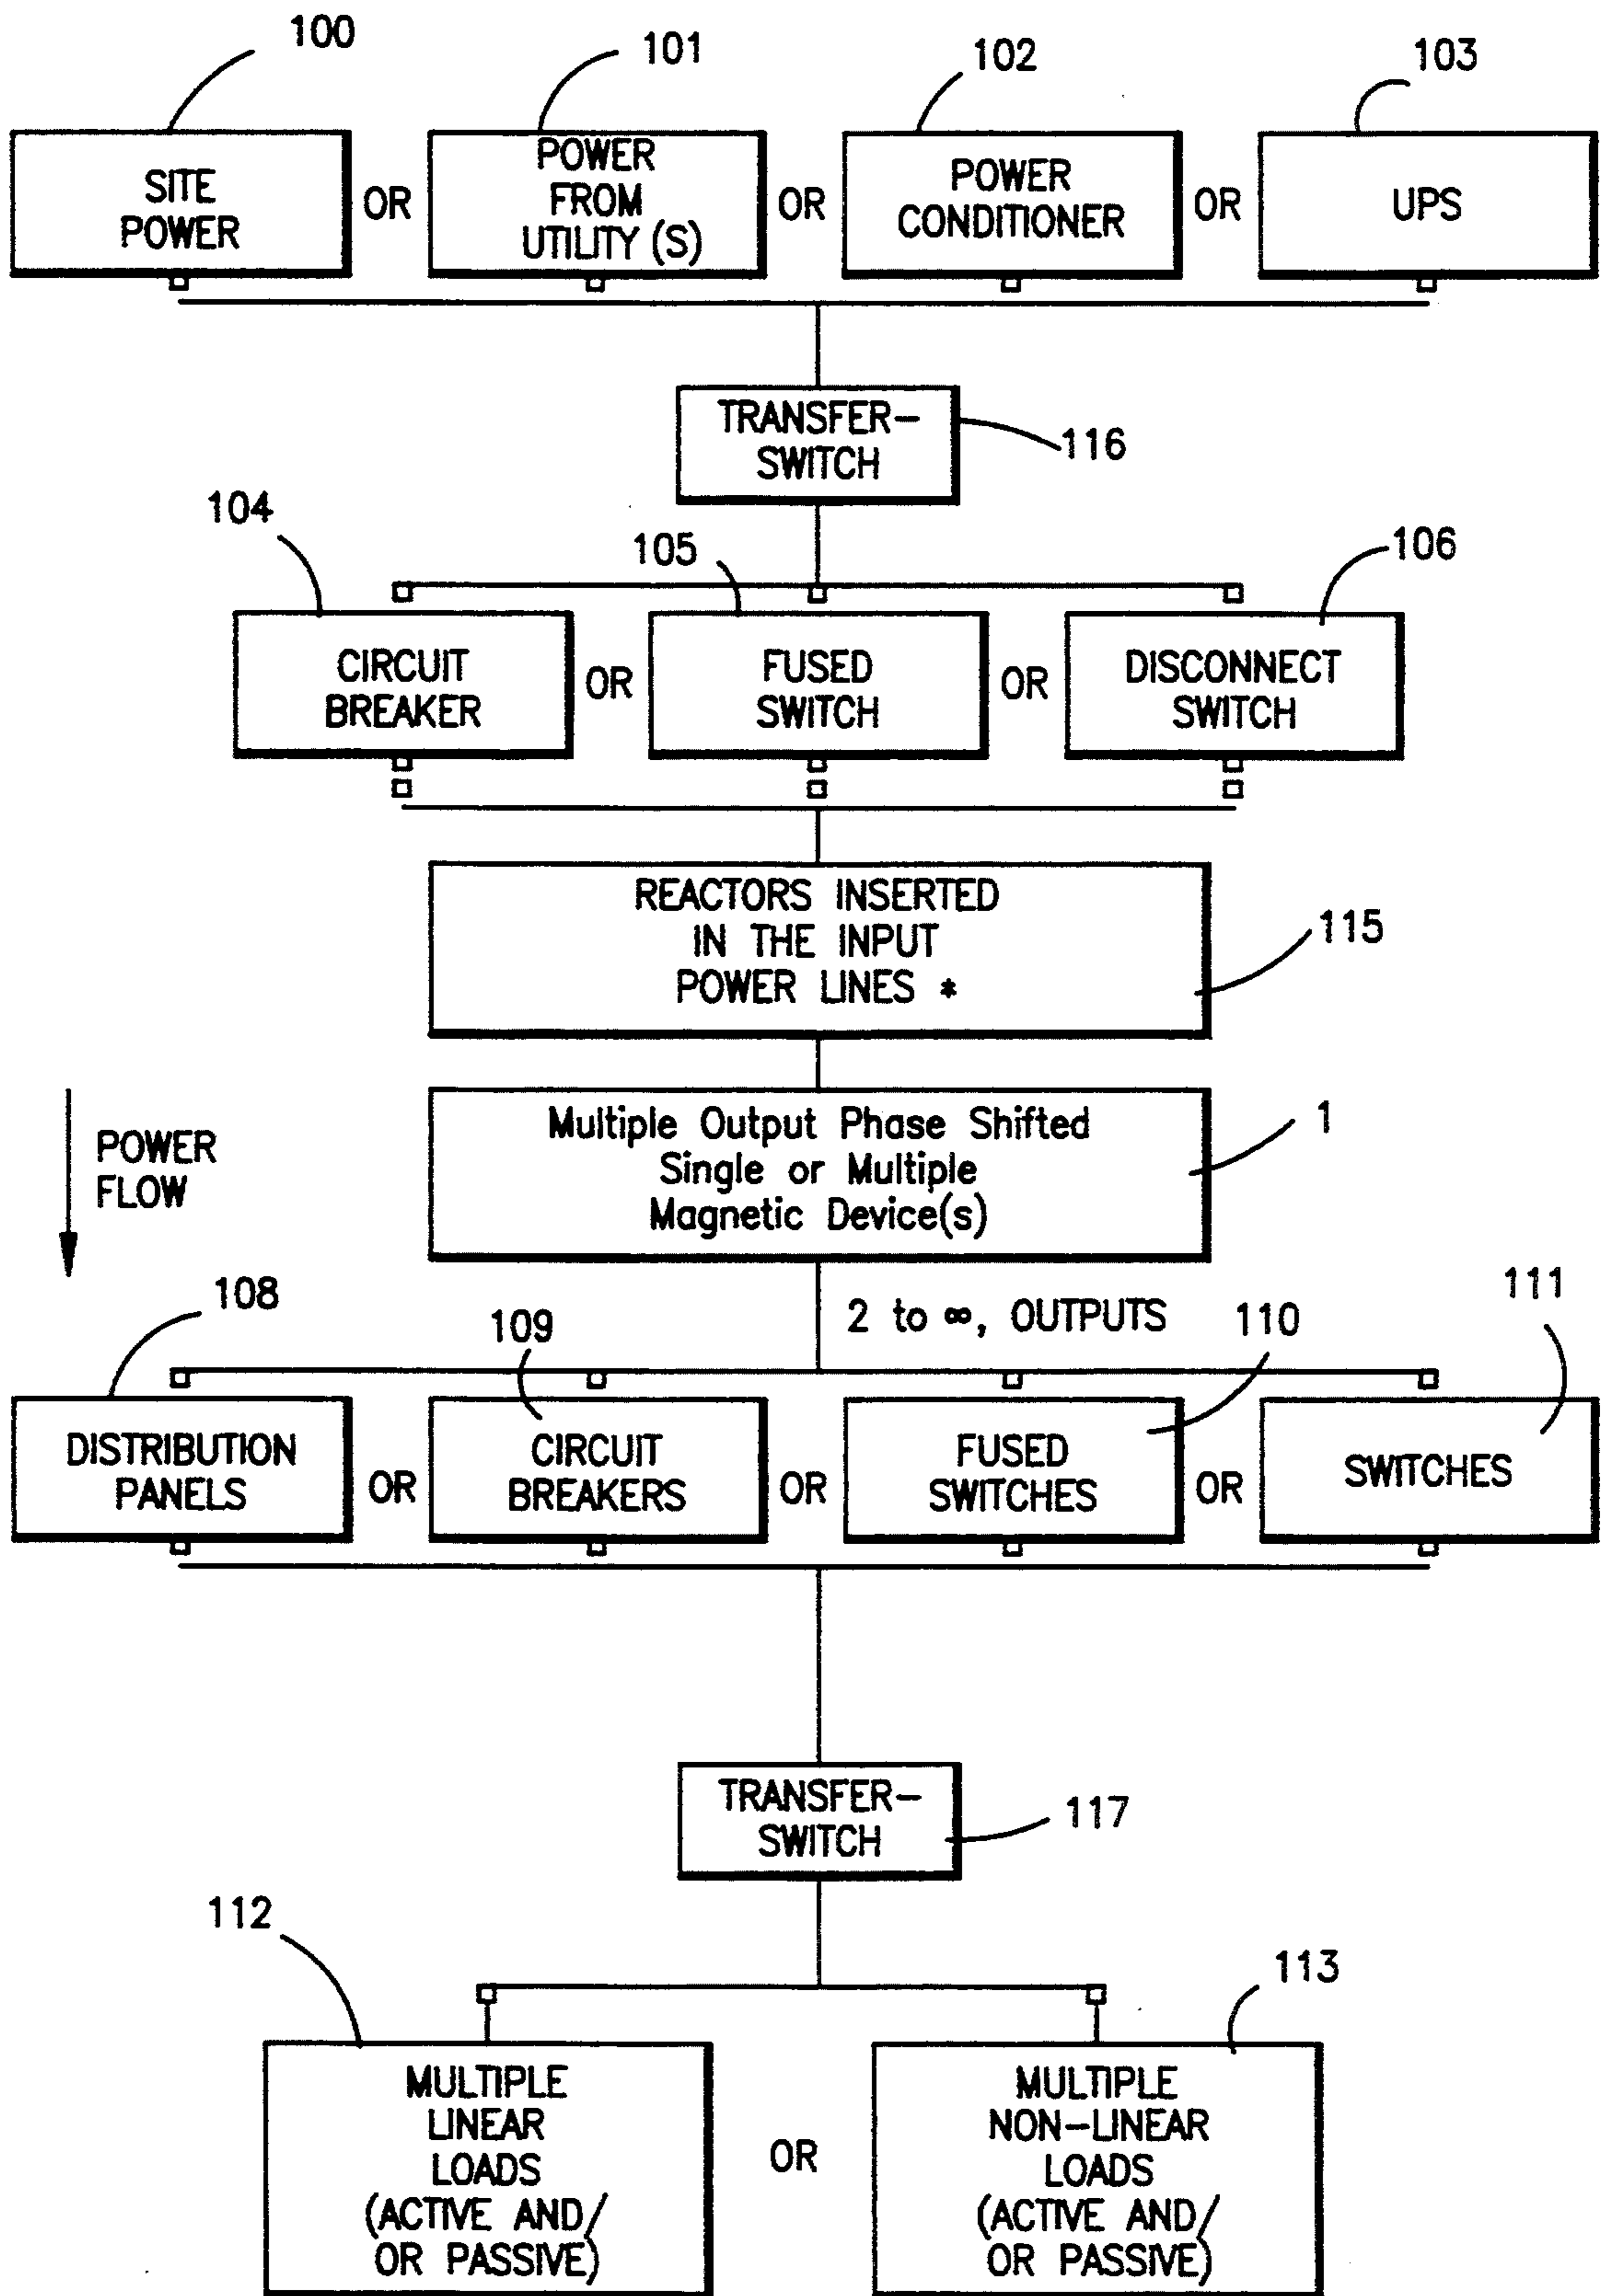 100
101
102
103
SITE
POWER
OR
POWER
FROM
UTILITY (S)
OR
POWER
CONDITIONER
OR
UPS
TRANSFER-
SWITCH
116
104
105
106
CIRCUIT
BREAKER
OR
FUSED
SWITCH
OR
DISCONNECT
SWITCH
REACTORS INSERTED
IN THE INPUT
POWER LINES *
115
Multiple Output Phase Shifted
Single or Multiple
Magnetic Device(s)
1
POWER
FLOW
2 to ∞, OUTPUTS
108
109
110
111
DISTRIBUTION
PANELS
OR
CIRCUIT
BREAKERS
OR
FUSED
SWITCHES
OR
SWITCHES
TRANSFER-
SWITCH
117
112
113
MULTIPLE
LINEAR
LOADS
(ACTIVE AND/
OR PASSIVE)
OR
MULTIPLE
NON-LINEAR
LOADS
(ACTIVE AND/
OR PASSIVE)